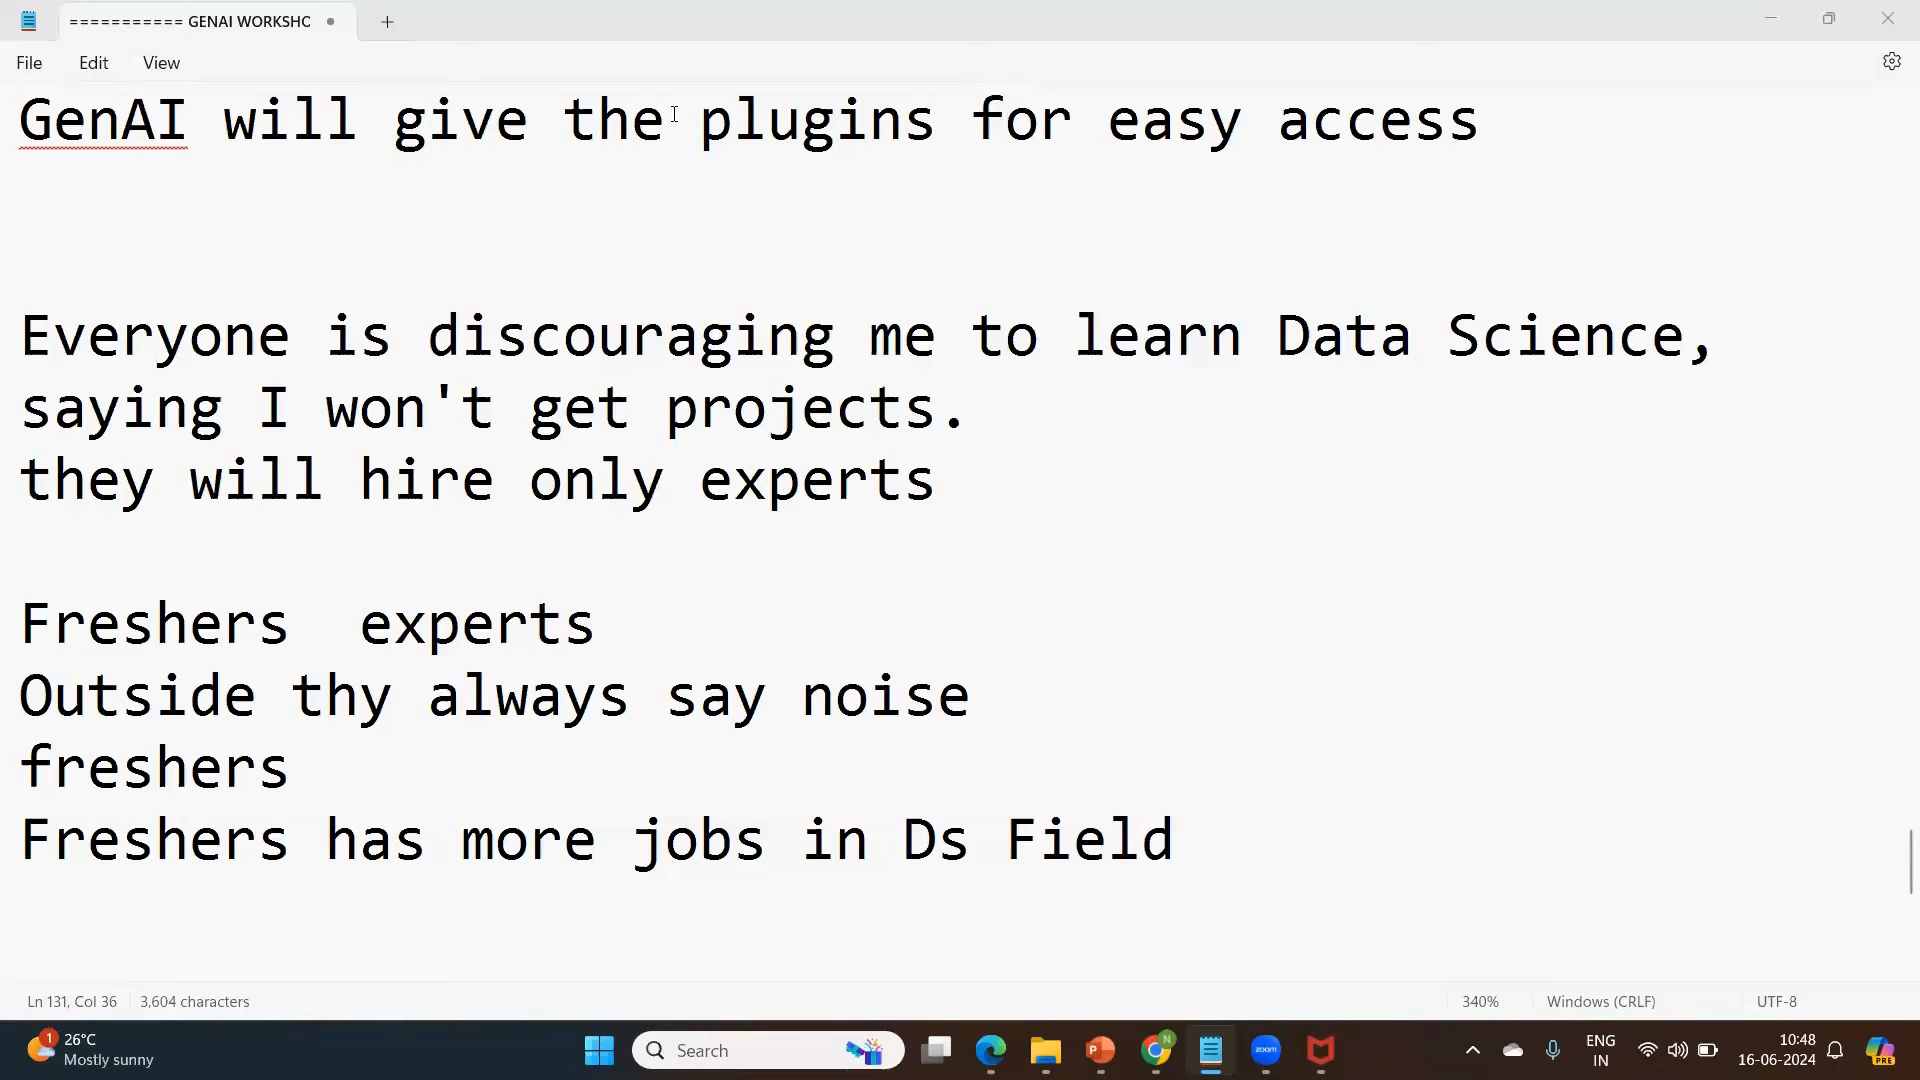 =========== GENAI WORKSHC
File Edit View
GenAI will give the plugins for easy access
Everyone is discouraging me to learn Data Science,
saying I won't get projects.
they will hire only experts
Freshers  experts
Outside thy always say noise
freshers
Freshers has more jobs in Ds Field
Ln 131, Col 36 3,604 characters 340% Windows (CRLF) UTF-8
1 26°C
Mostly sunny
Search
P
N
zoom
ENG
IN
10:48
16-06-2024
PRE